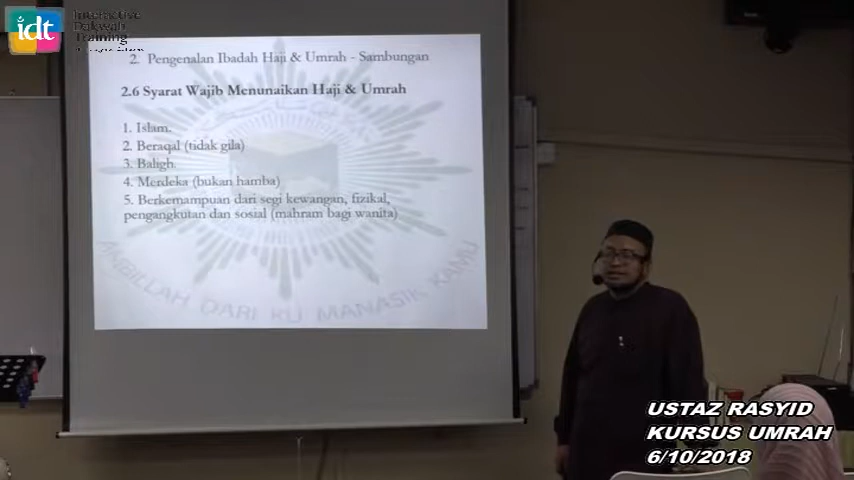 idt
Interactive
Dakwah
Training
2. Pengenalan Ibadah Haji & Umrah - Sambungan
2.6 Syarat Wajib Menunaikan Haji & Umrah
1. Islam.
2. Beraqal (tidak gila)
3. Baligh.
4. Merdeka (bukan hamba)
5. Berkemampuan dari segi kewangan, fizikal,
pengangkutan dan sosial (mahram bagi wanita)
AMBILLAH DARI KU MANASIK KAMU
USTAZ RASYID
KURSUS UMRAH
6/10/2018